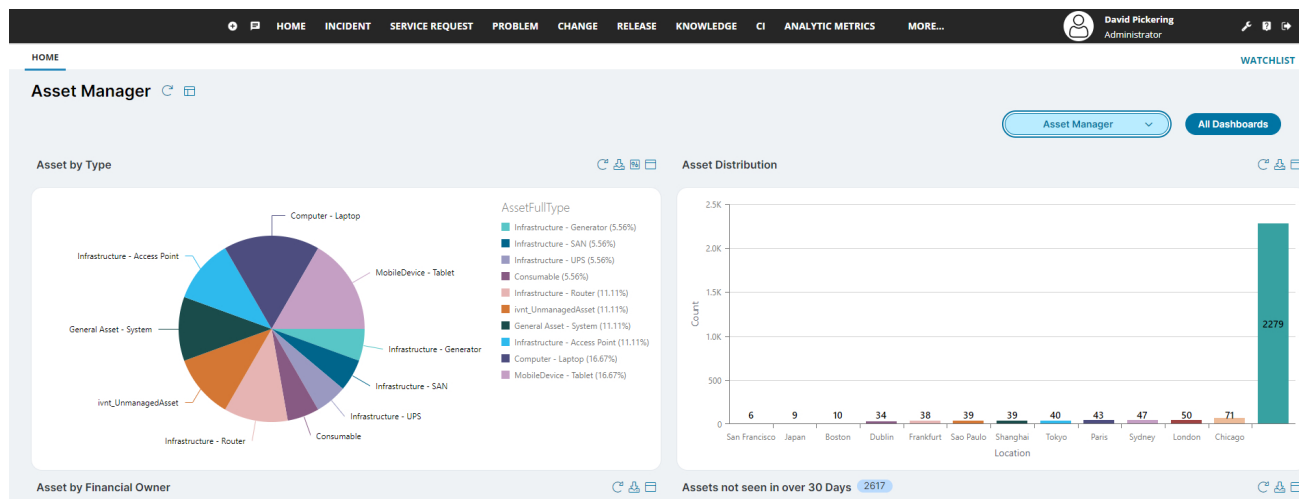 HOME INCIDENT SERVICE REQUEST PROBLEM CHANGE RELEASE KNOWLEDGE CI ANALYTIC METRICS MORE...
David Pickering
Administrator
HOME
WATCHLIST
Asset Manager
Asset Manager
All Dashboards
Asset by Type
Computer - Laptop
Infrastructure - Access Point
MobileDevice - Tablet
General Asset - System
Infrastructure - Generator
Infrastructure - SAN
ivnt_UnmanagedAsset
Infrastructure - UPS
Consumable
Infrastructure - Router
AssetFullType
Infrastructure - Generator (5.56%)
Infrastructure - SAN (5.56%)
Infrastructure - UPS (5.56%)
Consumable (5.56%)
Infrastructure - Router (11.11%)
ivnt_UnmanagedAsset (11.11%)
General Asset - System (11.11%)
Infrastructure - Access Point (11.11%)
Computer - Laptop (16.67%)
MobileDevice - Tablet (16.67%)
Asset Distribution
2.5K
2.0K
1.5K
1.0K
500
0
Count
6 9 10 34 38 39 39 40 43 47 50 71 2279
San Francisco Japan Boston Dublin Frankfurt Sao Paulo Shanghai Tokyo Paris Sydney London Chicago
Location
Asset by Financial Owner
Assets not seen in over 30 Days 2617